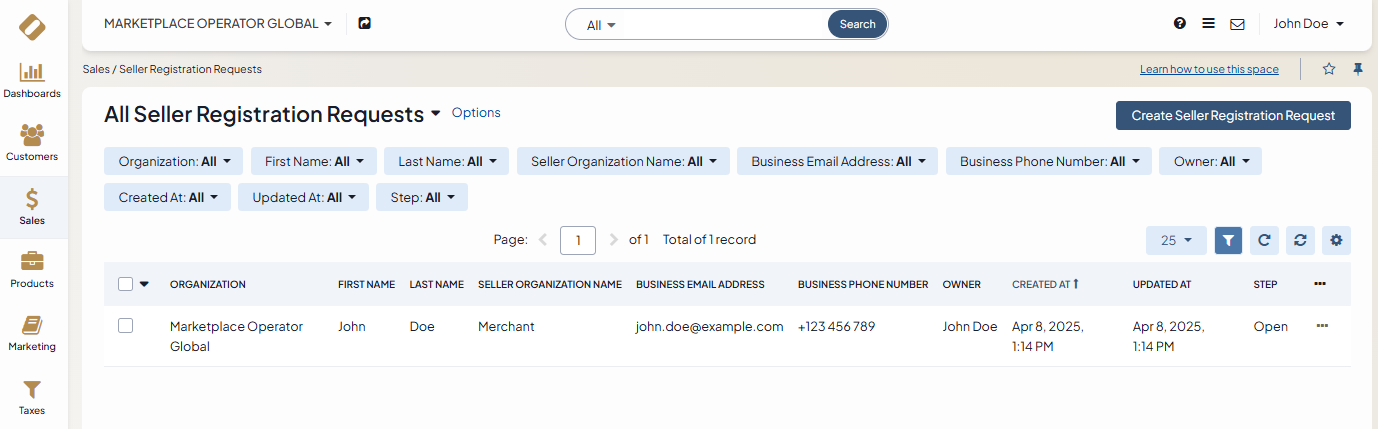 MARKETPLACE OPERATOR GLOBAL
All
Search
John Doe
Dashboards
Customers
Sales
Products
Marketing
Taxes
Sales / Seller Registration Requests
Learn how to use this space
All Seller Registration Requests
Options
Create Seller Registration Request
Organization: All
First Name: All
Last Name: All
Seller Organization Name: All
Business Email Address: All
Business Phone Number: All
Owner: All
Created At: All
Updated At: All
Step: All
Page: 1 of 1 Total of 1 record
25
ORGANIZATION FIRST NAME LAST NAME SELLER ORGANIZATION NAME BUSINESS EMAIL ADDRESS BUSINESS PHONE NUMBER OWNER CREATED AT UPDATED AT STEP
Marketplace Operator John Doe Merchant john.doe@example.com +123 456 789 John Doe Apr 8, 2025, Apr 8, 2025, Open
Global 1:14 PM 1:14 PM